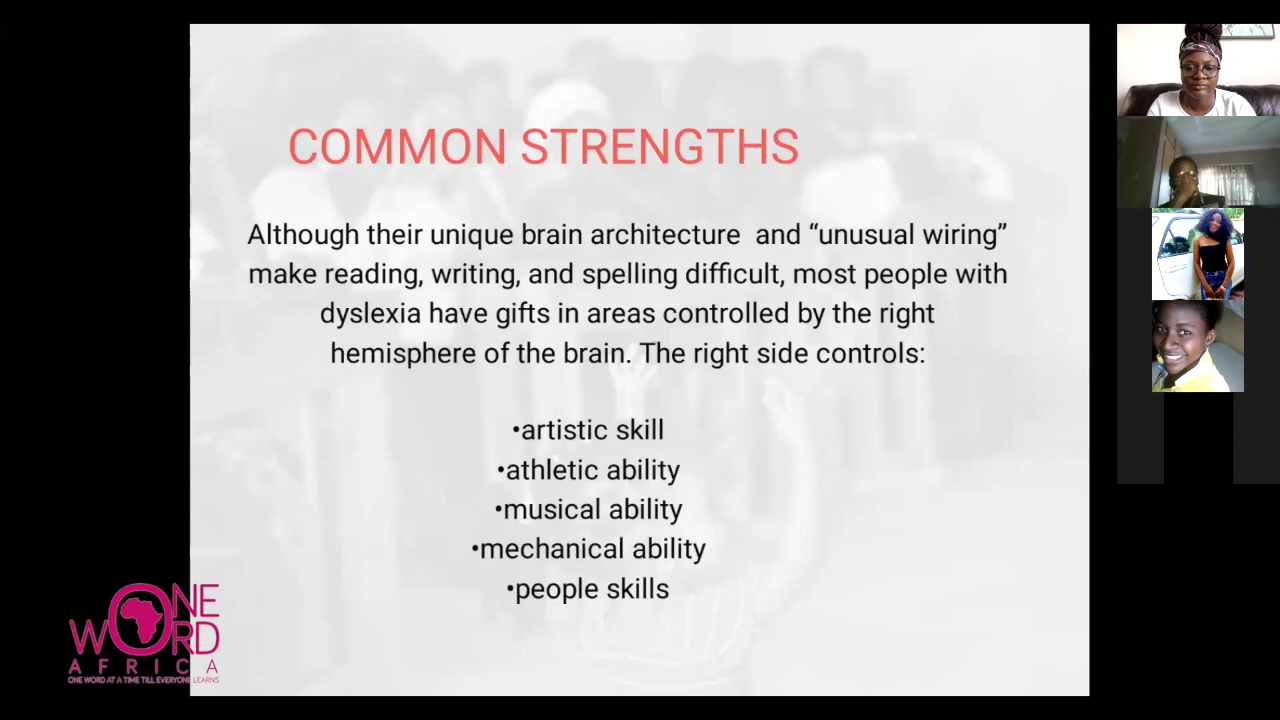 COMMON STRENGTHS
Although their unique brain architecture  and “unusual wiring”
make reading, writing, and spelling difficult, most people with
dyslexia have gifts in areas controlled by the right
hemisphere of the brain. The right side controls:
•artistic skill
•athletic ability
•musical ability
•mechanical ability
•people skills
ONE
WORD
AFRICA
ONE WORD AT A TIME TILL EVERYONE LEARNS